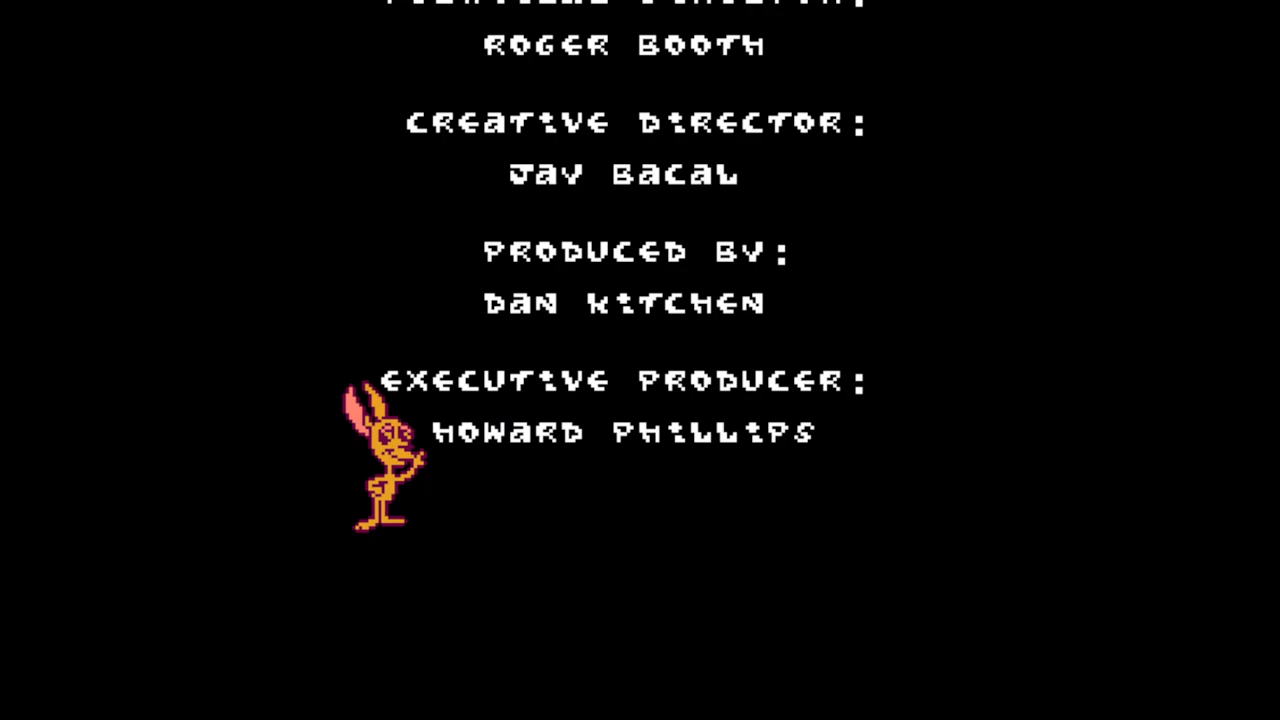 ROGER BOOTH
CREATIVE DIRECTOR:
JAY BACAL
PRODUCED BY:
DAN KITCHEN
EXECUTIVE PRODUCER:
HOWARD PHILLIPS